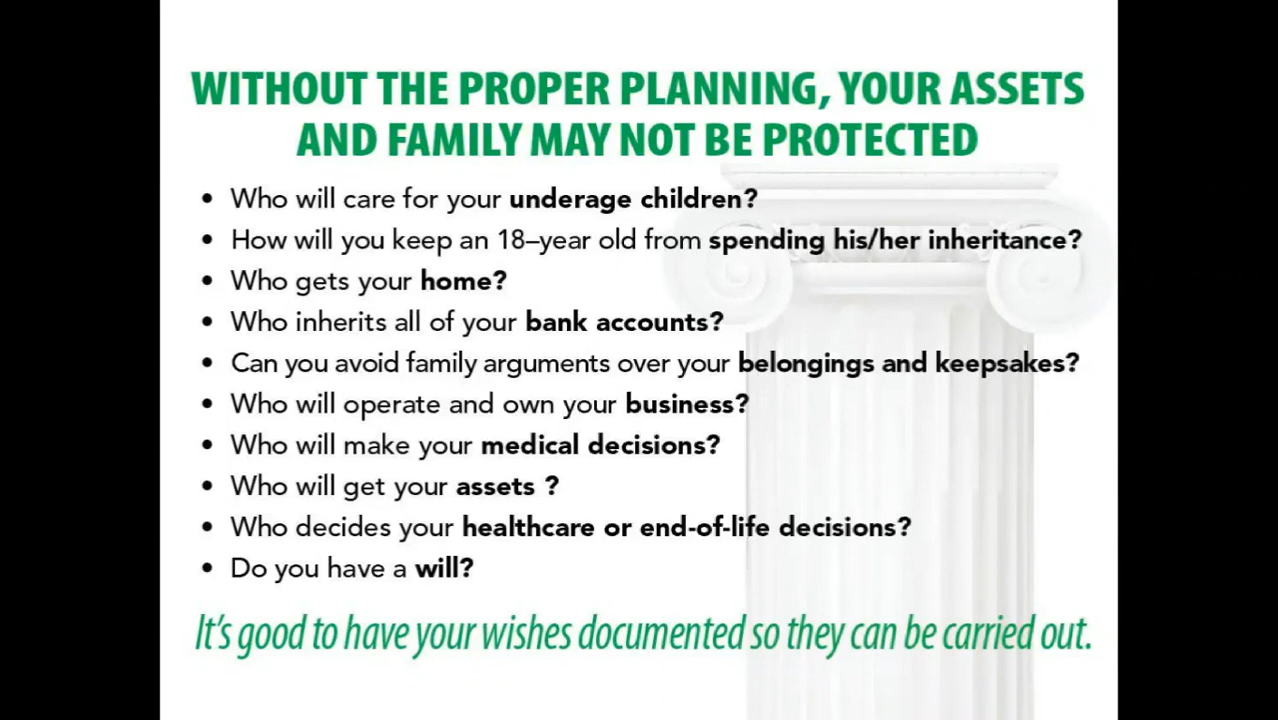 WITHOUT THE PROPER PLANNING, YOUR ASSETS
AND FAMILY MAY NOT BE PROTECTED
• Who will care for your underage children?
• How will you keep an 18–year old from spending his/her inheritance?
• Who gets your home?
• Who inherits all of your bank accounts?
• Can you avoid family arguments over your belongings and keepsakes?
• Who will operate and own your business?
• Who will make your medical decisions?
• Who will get your assets ?
• Who decides your healthcare or end-of-life decisions?
• Do you have a will?
It's good to have your wishes documented so they can be carried out.